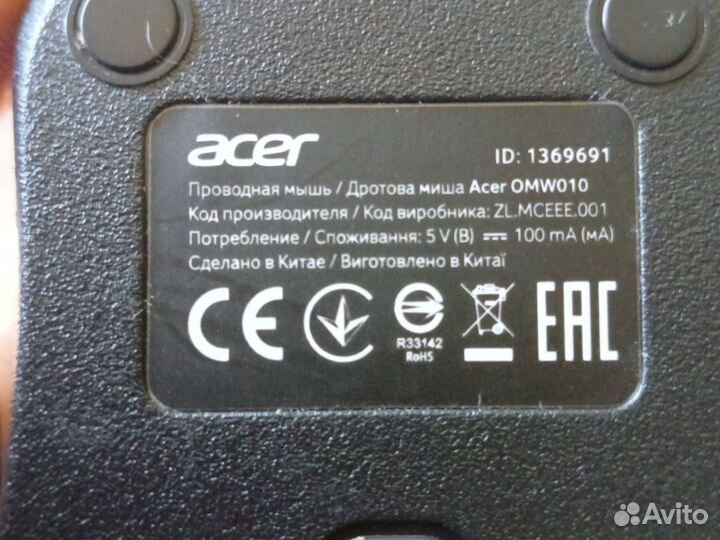 acer
ID: 1369691
Проводная мышь / Дротова миша Acer OMW010
Код производителя / Код виробника: ZL.MCEEE.001
Потребление / Споживання: 5 V (В) ⎓ 100 mA (мА)
Сделано в Китае / Виготовлено в Китаї
CE
EAC
R33142
RoHS
Avito